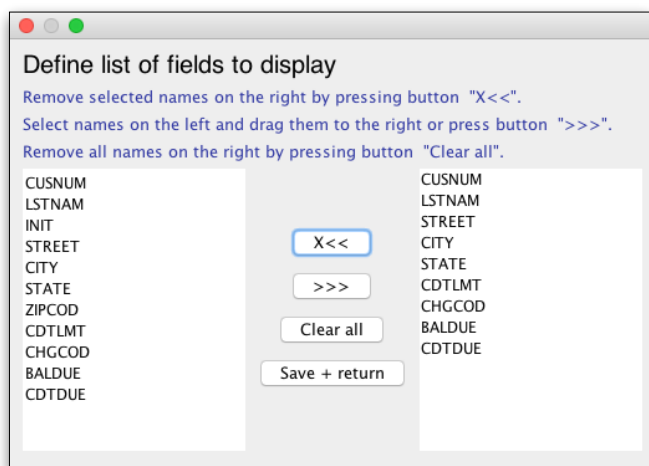 Define list of fields to display
Remove selected names on the right by pressing button "X<<".
Select names on the left and drag them to the right or press button ">>>".
Remove all names on the right by pressing button "Clear all".
CUSNUM
LSTNAM
INIT
STREET
CITY
STATE
ZIPCOD
CDTLMT
CHGCOD
BALDUE
CDTDUE
X<<
>>>
Clear all
Save + return
CUSNUM
LSTNAM
STREET
CITY
STATE
CDTLMT
CHGCOD
BALDUE
CDTDUE